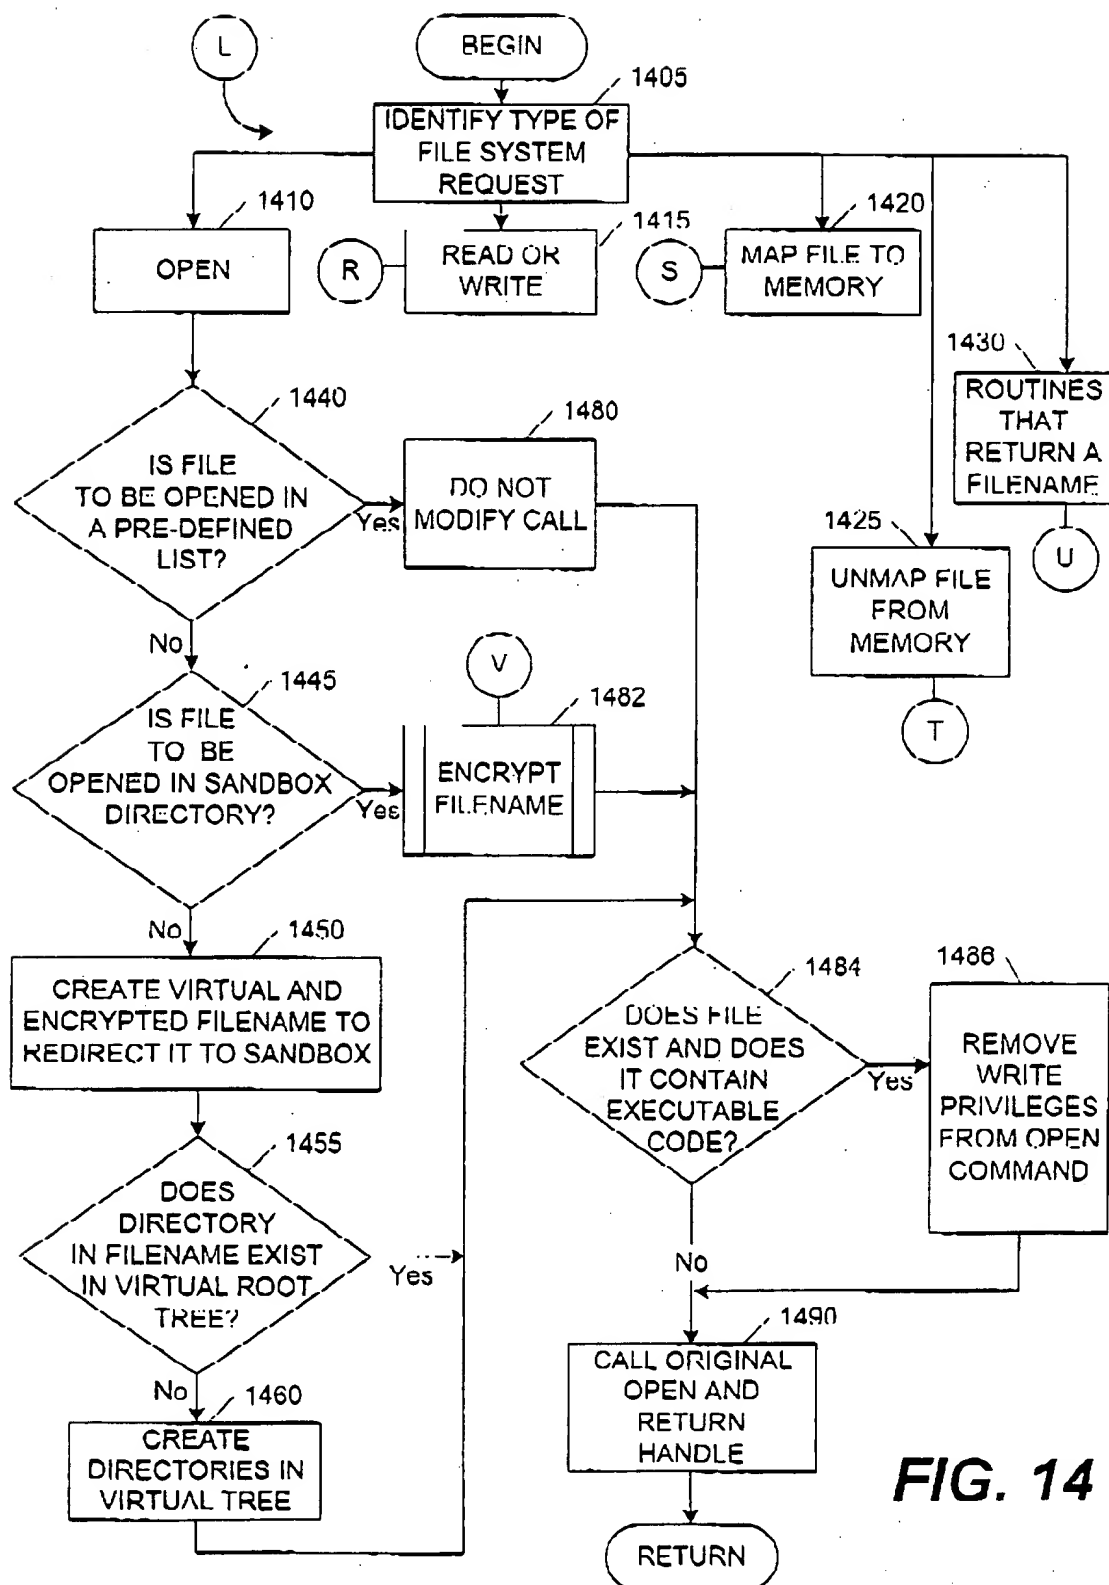 L
BEGIN
1405
IDENTIFY TYPE OF
FILE SYSTEM
REQUEST
1410
OPEN
1415
R
READ OR
WRITE
1420
S
MAP FILE TO
MEMORY
1430
ROUTINES
THAT
RETURN A
FILENAME
U
1425
UNMAP FILE
FROM
MEMORY
T
1440
IS FILE
TO BE OPENED IN
A PRE-DEFINED
LIST?
Yes
No
1480
DO NOT
MODIFY CALL
1445
IS FILE
TO BE
OPENED IN SANDBOX
DIRECTORY?
Yes
No
V
1482
ENCRYPT
FILENAME
1450
CREATE VIRTUAL AND
ENCRYPTED FILENAME TO
REDIRECT IT TO SANDBOX
1455
DOES
DIRECTORY
IN FILENAME EXIST
IN VIRTUAL ROOT
TREE?
Yes
No
1460
CREATE
DIRECTORIES IN
VIRTUAL TREE
1484
DOES FILE
EXIST AND DOES
IT CONTAIN
EXECUTABLE
CODE?
Yes
No
1486
REMOVE
WRITE
PRIVILEGES
FROM OPEN
COMMAND
1490
CALL ORIGINAL
OPEN AND
RETURN
HANDLE
RETURN
FIG. 14